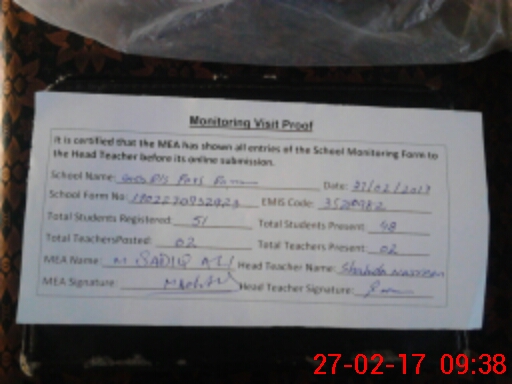 Monitoring Visit Proof
It is certified that the MEA has shown all entries of the School Monitoring Form to
the Head Teacher before its online submission.
School Name: Date: 27/02/2017
School Form No: EMIS Code:
Total Students Registered: 51 Total Students Present: 48
Total TeachersPosted: 02 Total Teachers Present: 02
MEA Name: M SADIQ ALI Head Teacher Name:
MEA Signature: Head Teacher Signature:
27-02-17 09:38